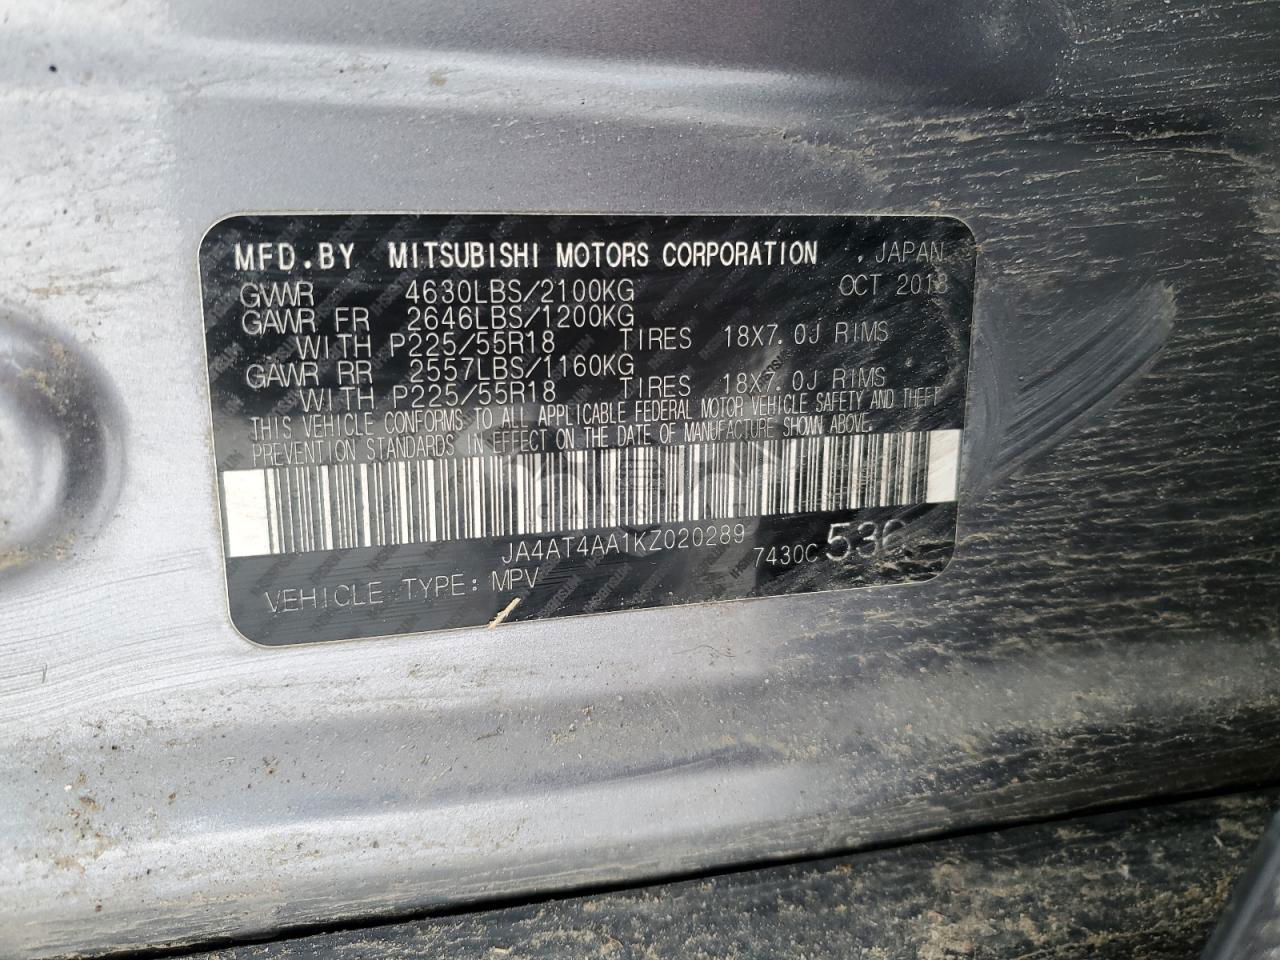 MFD.BY MITSUBISHI MOTORS CORPORATION , JAPAN
GVWR 4630LBS/2100KG OCT 2018
GAWR FR 2646LBS/1200KG
WITH P225/55R18 TIRES 18X7.0J RIMS
GAWR RR 2557LBS/1160KG
WITH P225/55R18 TIRES 18X7.0J RIMS
THIS VEHICLE CONFORMS TO ALL APPLICABLE FEDERAL MOTOR VEHICLE SAFETY AND THEFT
PREVENTION STANDARDS IN EFFECT ON THE DATE OF MANUFACTURE SHOWN ABOVE.
JA4AT4AA1KZ020289 7430C
VEHICLE TYPE: MPV